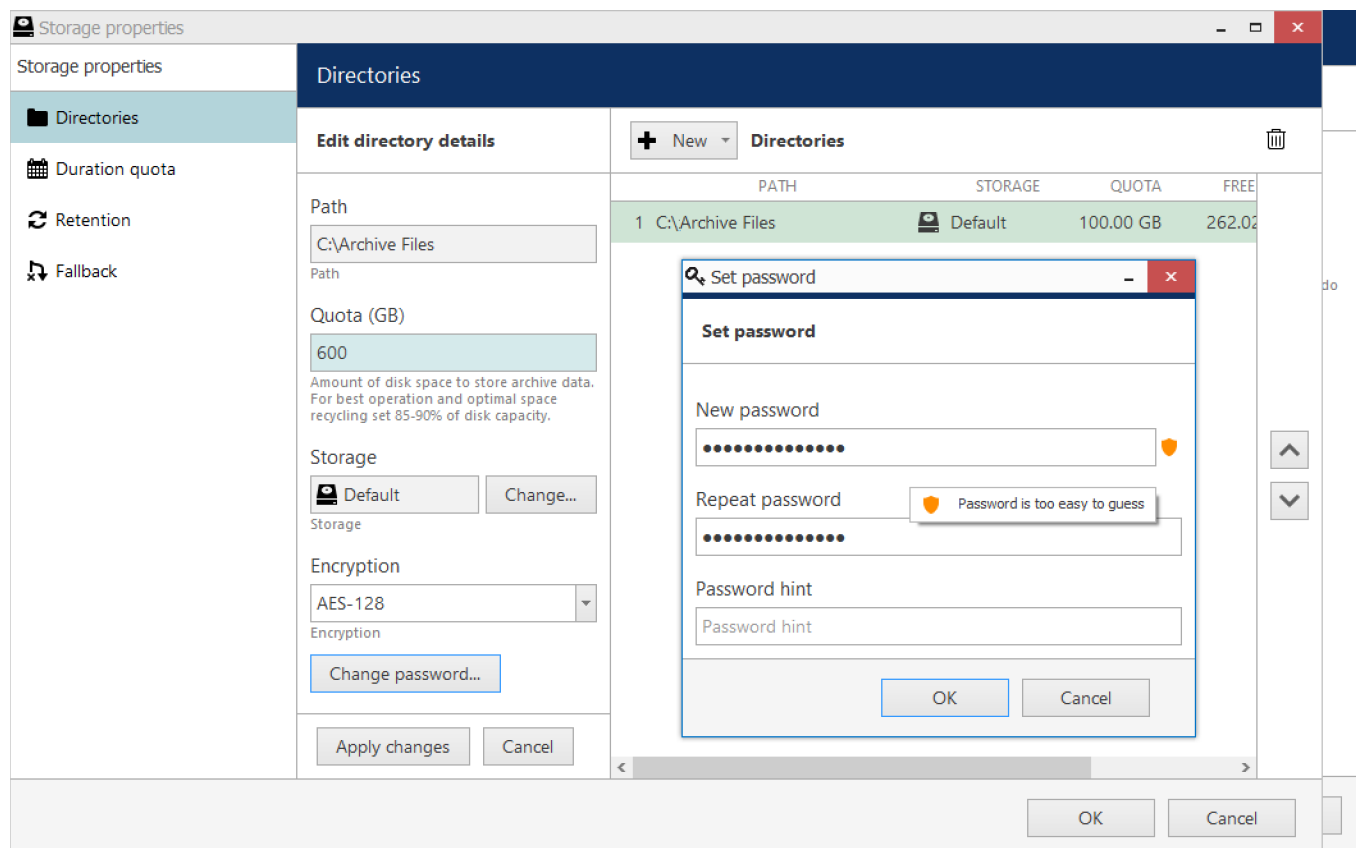 Storage properties
Storage properties
Directories
Duration quota
Retention
Fallback
Directories
Edit directory details
Path
C:\Archive Files
Path
Quota (GB)
600
Amount of disk space to store archive data.
For best operation and optimal space
recycling set 85-90% of disk capacity.
Storage
Default
Change...
Storage
Encryption
AES-128
Encryption
Change password...
Apply changes
Cancel
New
Directories
PATH STORAGE QUOTA FREE
1 C:\Archive Files Default 100.00 GB 262.02
Set password
Set password
New password
●●●●●●●●●●●●●●
Repeat password
Password is too easy to guess
●●●●●●●●●●●●●●
Password hint
Password hint
OK
Cancel
OK
Cancel
do